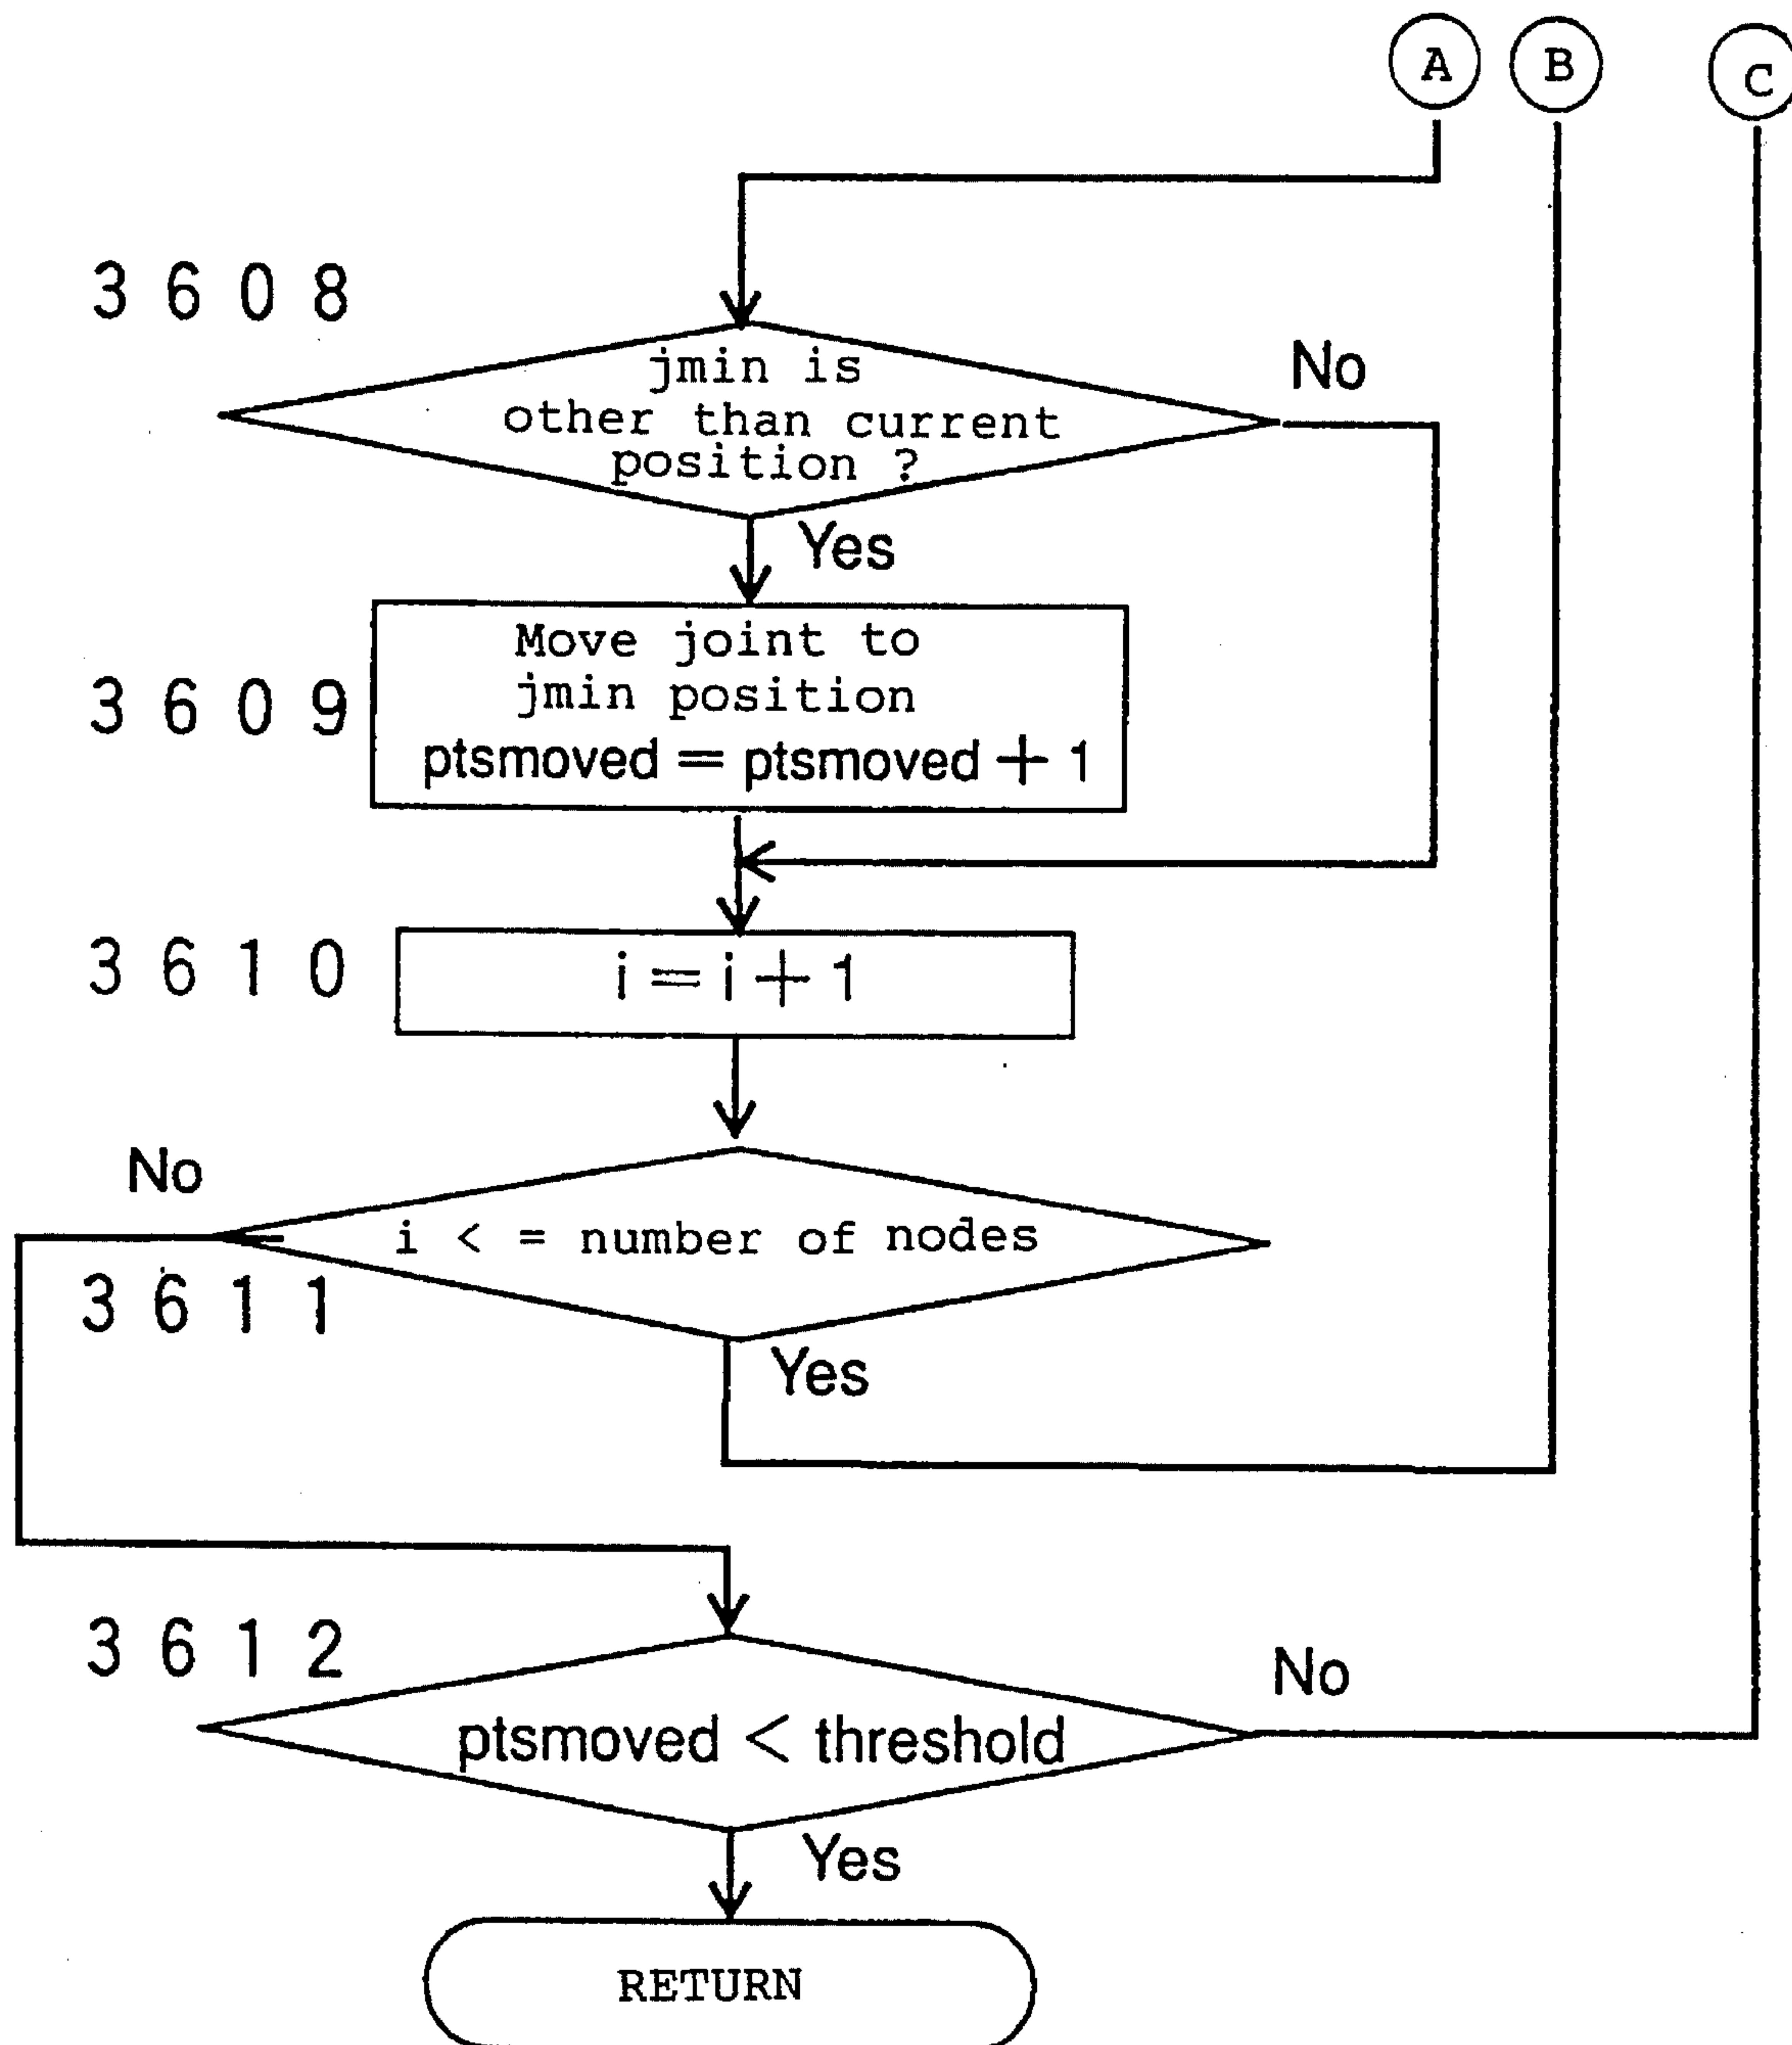 A B C
3 6 0 8
jmin is
other than current
position ?
No
Yes
3 6 0 9
Move joint to
jmin position
ptsmoved = ptsmoved + 1
3 6 1 0
i = i + 1
No
3 6 1 1
i < = number of nodes
Yes
3 6 1 2
ptsmoved < threshold
No
Yes
RETURN